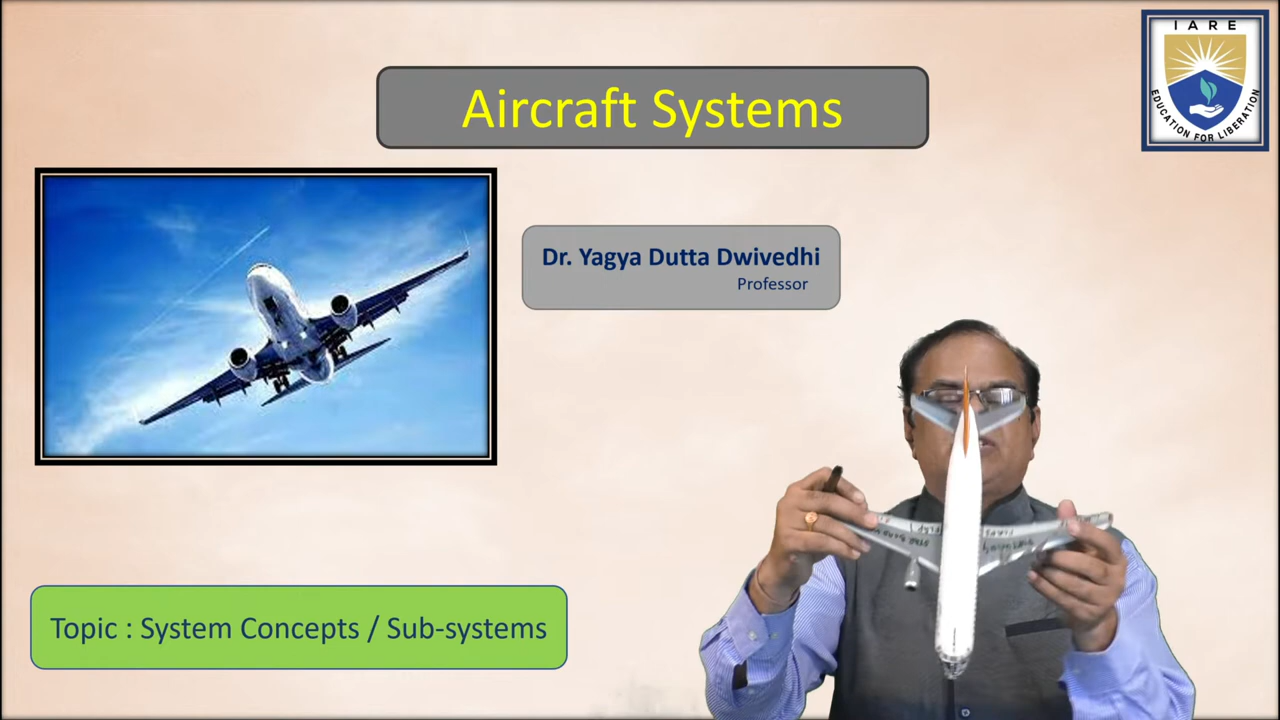 IARE
EDUCATION FOR LIBERATION
Aircraft Systems
Dr. Yagya Dutta Dwivedhi
Professor
Topic : System Concepts / Sub-systems